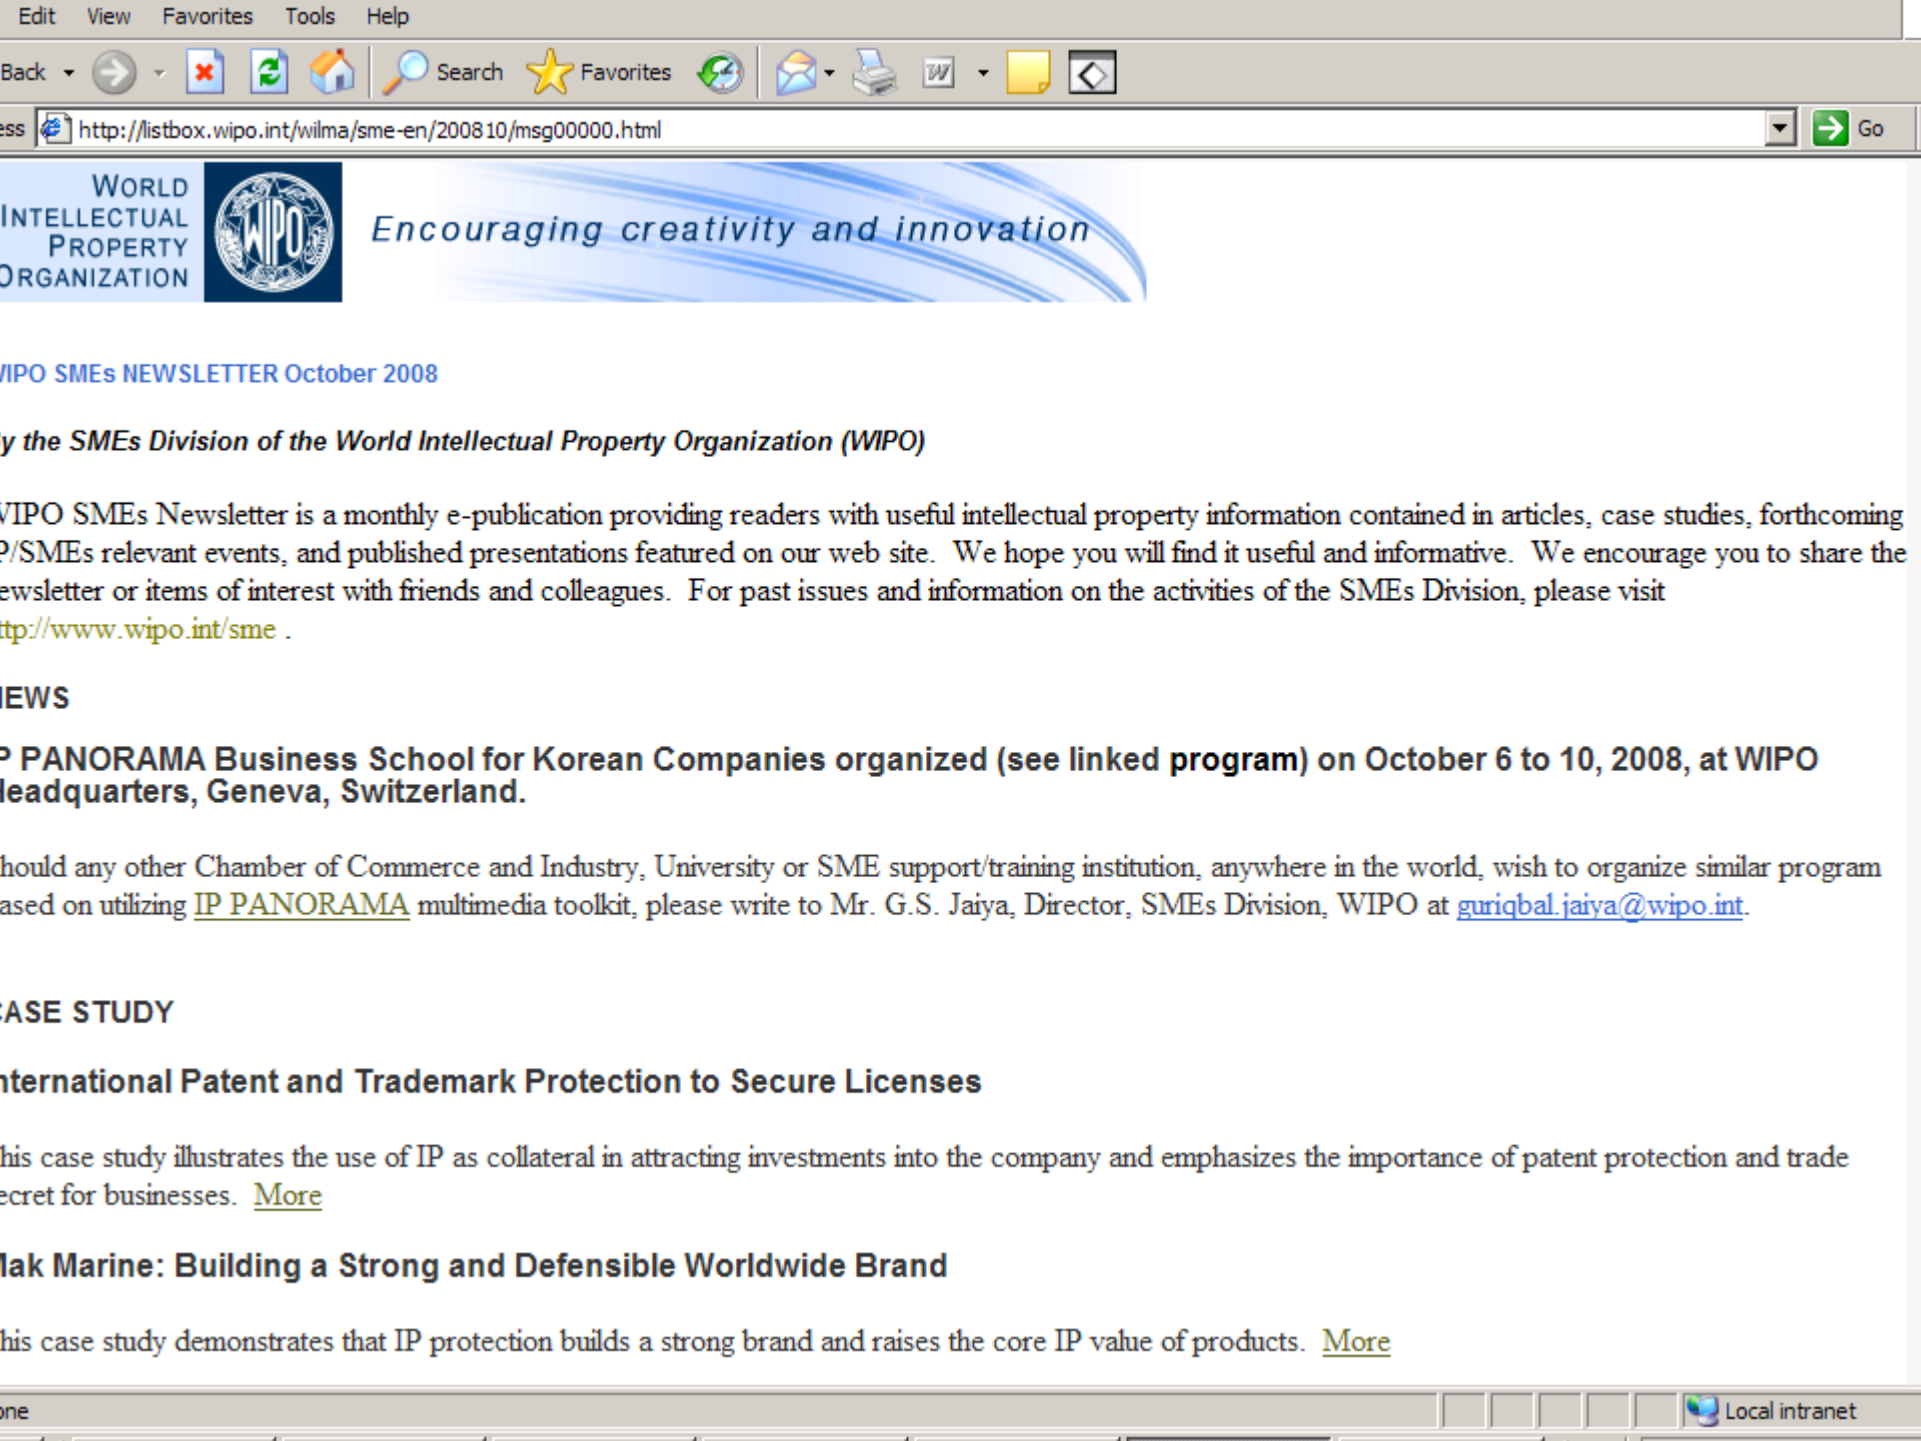 Edit View Favorites Tools Help
Back Search Favorites
ess http://listbox.wipo.int/wilma/sme-en/200810/msg00000.html Go
WORLD
INTELLECTUAL
PROPERTY
ORGANIZATION
WIPO
Encouraging creativity and innovation
WIPO SMEs NEWSLETTER October 2008
y the SMEs Division of the World Intellectual Property Organization (WIPO)
WIPO SMEs Newsletter is a monthly e-publication providing readers with useful intellectual property information contained in articles, case studies, forthcoming
P/SMEs relevant events, and published presentations featured on our web site. We hope you will find it useful and informative. We encourage you to share the
ewsletter or items of interest with friends and colleagues. For past issues and information on the activities of the SMEs Division, please visit
ttp://www.wipo.int/sme .
NEWS
P PANORAMA Business School for Korean Companies organized (see linked program) on October 6 to 10, 2008, at WIPO
Headquarters, Geneva, Switzerland.
hould any other Chamber of Commerce and Industry, University or SME support/training institution, anywhere in the world, wish to organize similar program
ased on utilizing IP PANORAMA multimedia toolkit, please write to Mr. G.S. Jaiya, Director, SMEs Division, WIPO at guriqbal.jaiya@wipo.int.
CASE STUDY
nternational Patent and Trademark Protection to Secure Licenses
his case study illustrates the use of IP as collateral in attracting investments into the company and emphasizes the importance of patent protection and trade
ecret for businesses. More
Mak Marine: Building a Strong and Defensible Worldwide Brand
his case study demonstrates that IP protection builds a strong brand and raises the core IP value of products. More
one Local intranet